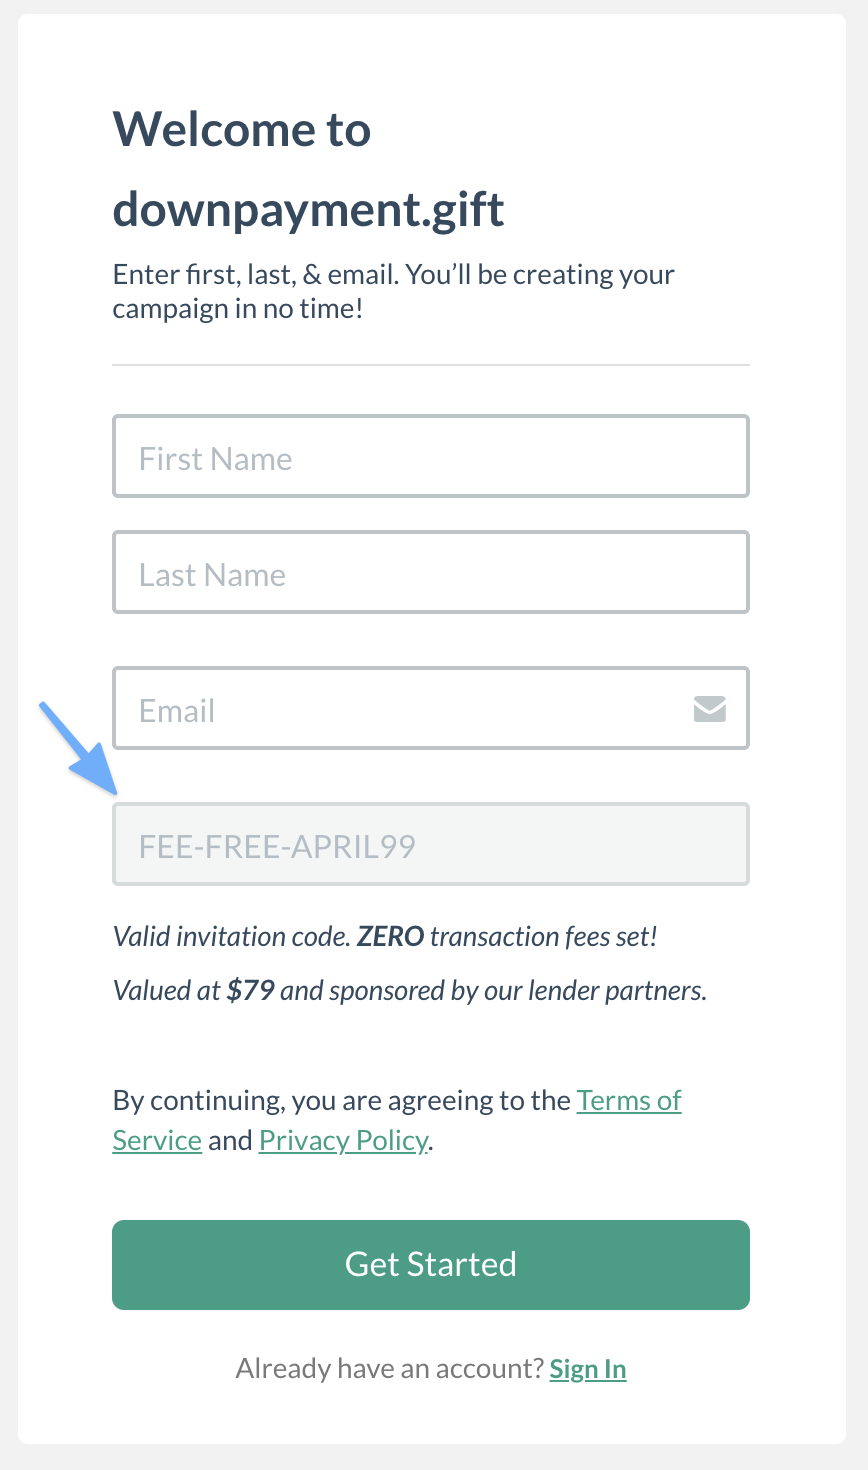 Welcome to
downpayment.gift
Enter first, last, & email. You’ll be creating your
campaign in no time!
First Name
Last Name
Email
FEE-FREE-APRIL99
Valid invitation code. ZERO transaction fees set!
Valued at $79 and sponsored by our lender partners.
By continuing, you are agreeing to the Terms of
Service and Privacy Policy.
Get Started
Already have an account? Sign In